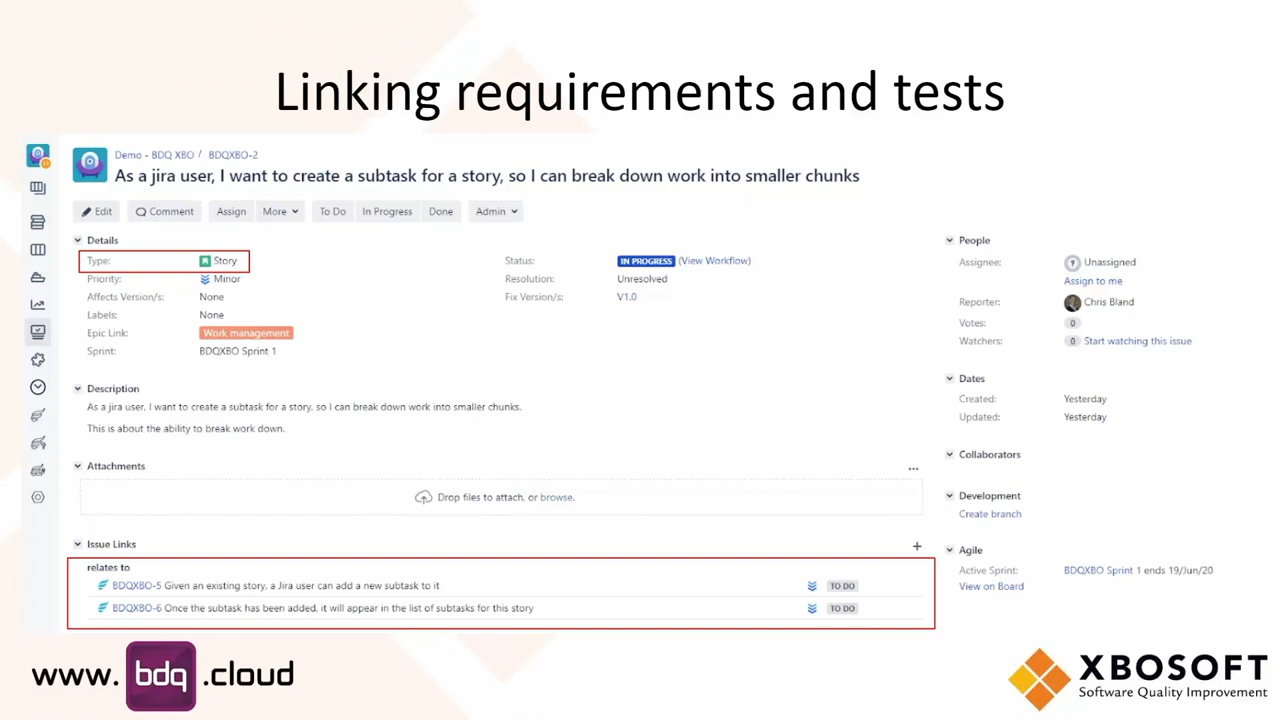 Linking requirements and tests
Demo - BDQ XBO / BDQXBO-2
As a jira user, I want to create a subtask for a story, so I can break down work into smaller chunks
Edit Comment Assign More To Do In Progress Done Admin
Details
Type: Story
Priority: Minor
Affects Version/s: None
Labels: None
Epic Link: Work management
Sprint: BDQXBO Sprint 1
Status: IN PROGRESS (View Workflow)
Resolution: Unresolved
Fix Version/s: V1.0
Description
As a jira user, I want to create a subtask for a story, so I can break down work into smaller chunks.
This is about the ability to break work down.
Attachments
Drop files to attach, or browse.
Issue Links
relates to
BDQXBO-5 Given an existing story, a Jira user can add a new subtask to it TO DO
BDQXBO-6 Once the subtask has been added, it will appear in the list of subtasks for this story TO DO
People
Assignee: Unassigned
Assign to me
Reporter: Chris Bland
Votes: 0
Watchers: 0 Start watching this issue
Dates
Created: Yesterday
Updated: Yesterday
Collaborators
Development
Create branch
Agile
Active Sprint: BDQXBO Sprint 1 ends 19/Jun/20
View on Board
www.bdq.cloud
XBOSOFT
Software Quality Improvement